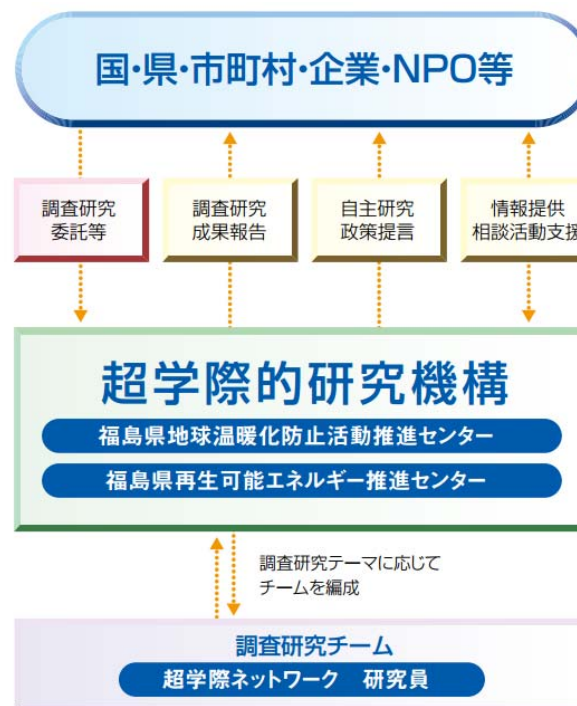 国・県・市町村・企業・NPO等
調査研究
委託等
調査研究
成果報告
自主研究
政策提言
情報提供
相談活動支援
超学際的研究機構
福島県地球温暖化防止活動推進センター
福島県再生可能エネルギー推進センター
調査研究テーマに応じて
チームを編成
調査研究チーム
超学際ネットワーク　研究員